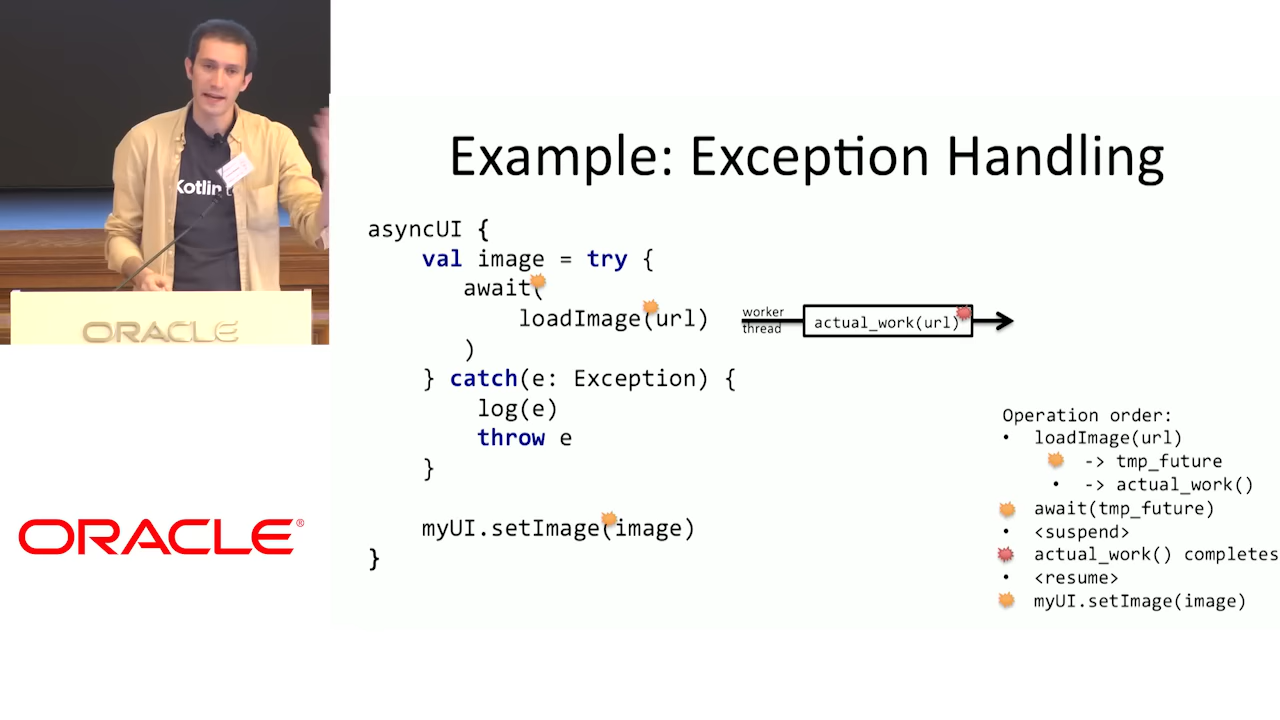 Kotlin
ORACLE
ORACLE®
Example: Exception Handling
asyncUI {
val image = try {
await(
loadImage(url)
)
} catch(e: Exception) {
log(e)
throw e
}
myUI.setImage(image)
}
worker
thread
actual_work(url)
Operation order:
• loadImage(url)
-> tmp_future
• -> actual_work()
await(tmp_future)
• <suspend>
actual_work() completes
• <resume>
myUI.setImage(image)